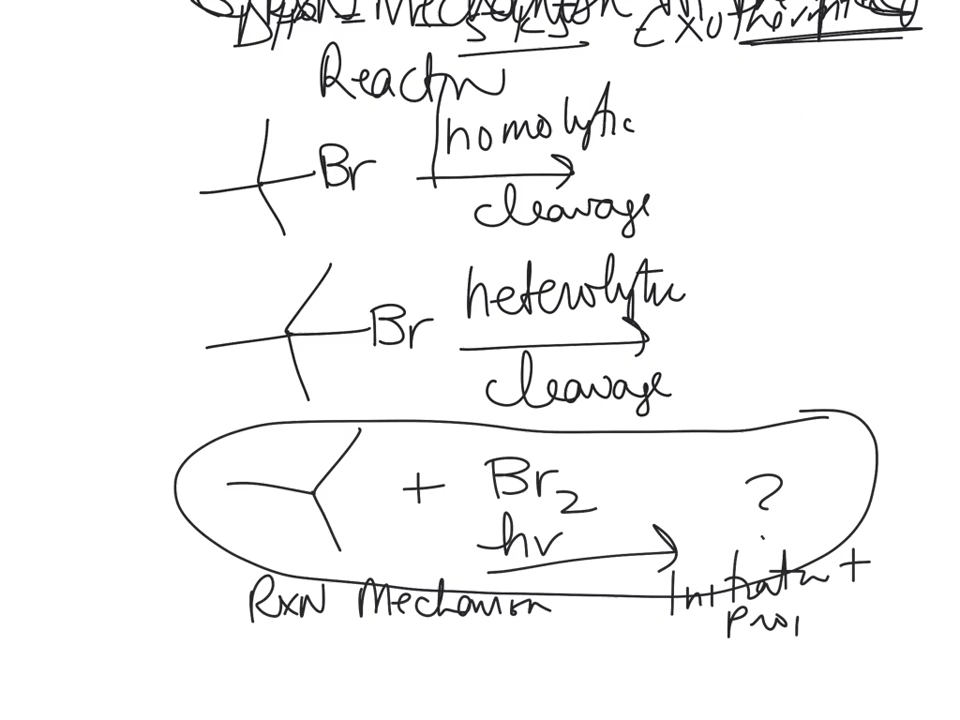 Reactn
Br homolytic
cleavage
Br heterolytic
cleavage
+ Br2 ?
hv
RXN Mechanism Initiatn +